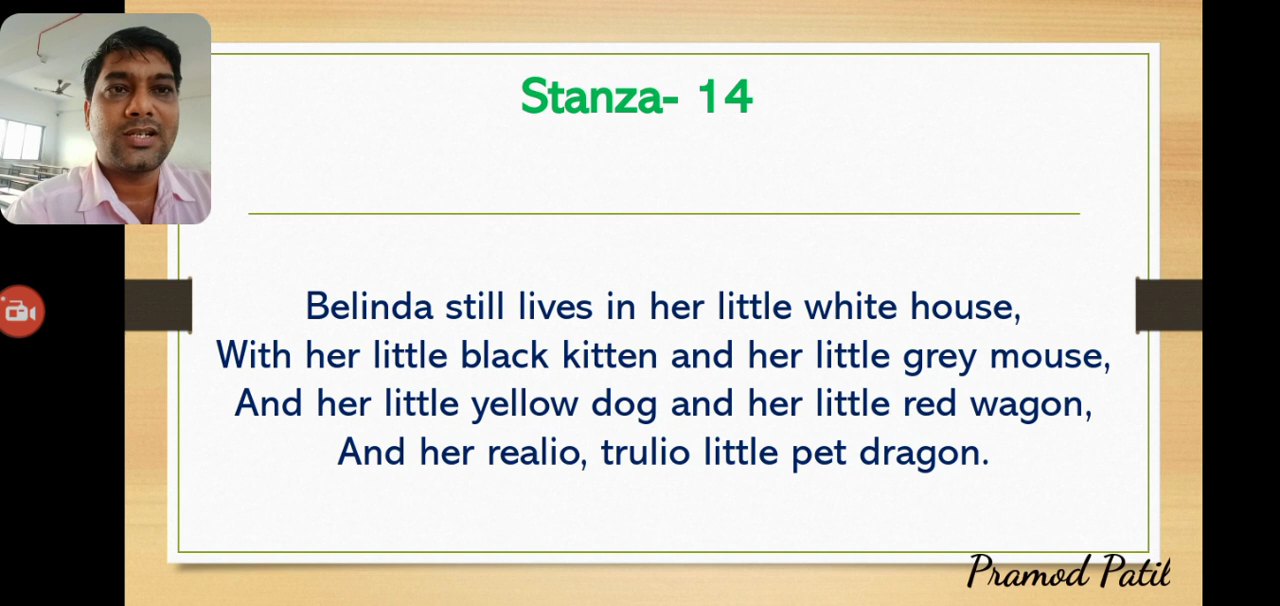 Stanza- 14
Belinda still lives in her little white house,
With her little black kitten and her little grey mouse,
And her little yellow dog and her little red wagon,
And her realio, trulio little pet dragon.
Pramod Patil